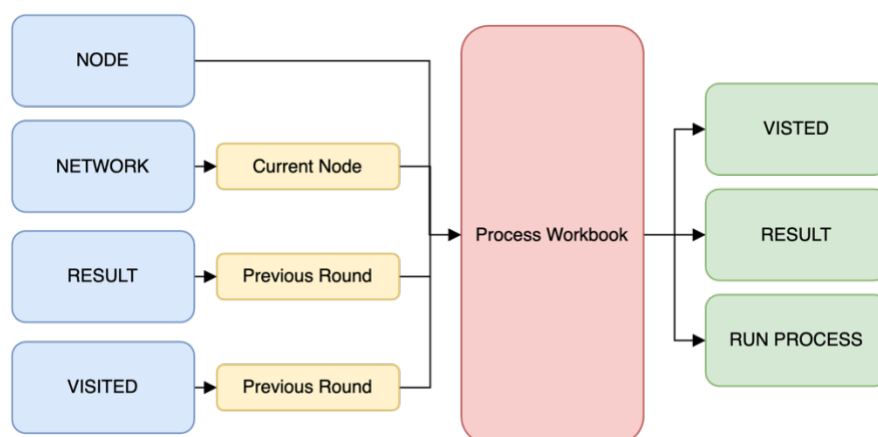 NODE
NETWORK
Current Node
RESULT
Previous Round
VISITED
Previous Round
Process Workbook
VISTED
RESULT
RUN PROCESS